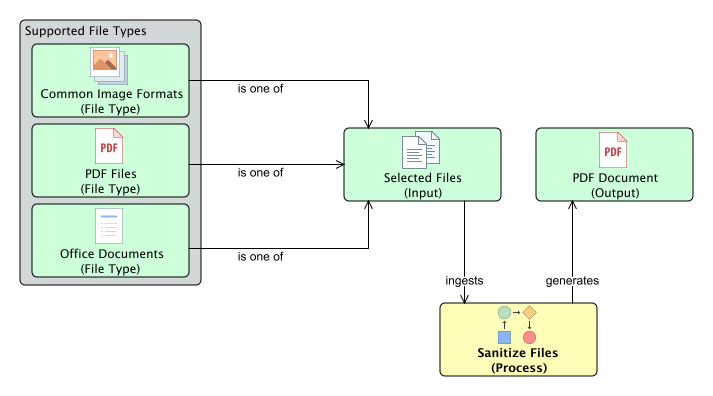 Supported File Types
PDF
Common Image Formats
(File Type)
is one of
PDF
PDF Files
(File Type)
is one of
Office Documents
(File Type)
is one of
Selected Files
(Input)
PDF
PDF Document
(Output)
ingests
generates
Sanitize Files
(Process)